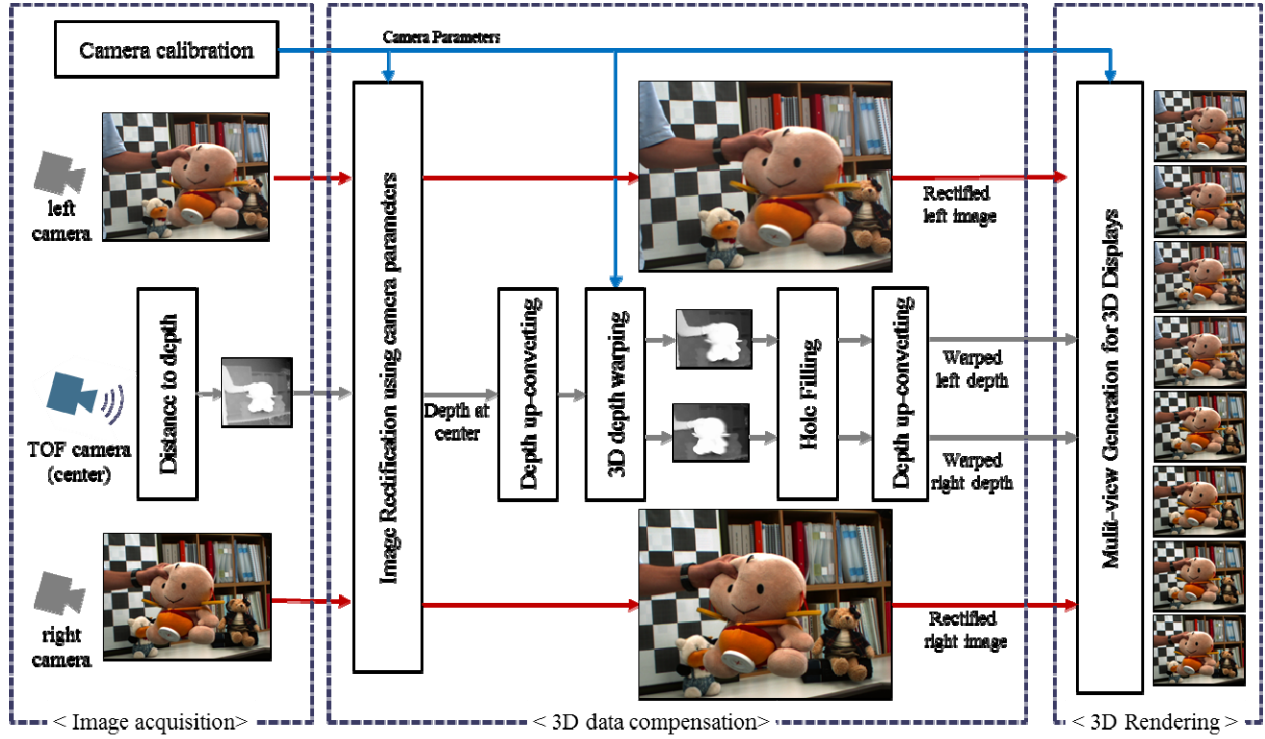 Camera calibration
Camera Parameters
left
camera
TOF camera
(center)
right
camera
Distance to depth
Image Rectification using camera parameters
Depth at
center
Depth up-converting
3D depth warping
Hole Filling
Depth up-converting
Rectified
left image
Warped
left depth
Warped
right depth
Rectified
right image
Mulit-view Generation for 3D Displays
< Image acquisition>
< 3D data compensation>
< 3D Rendering >